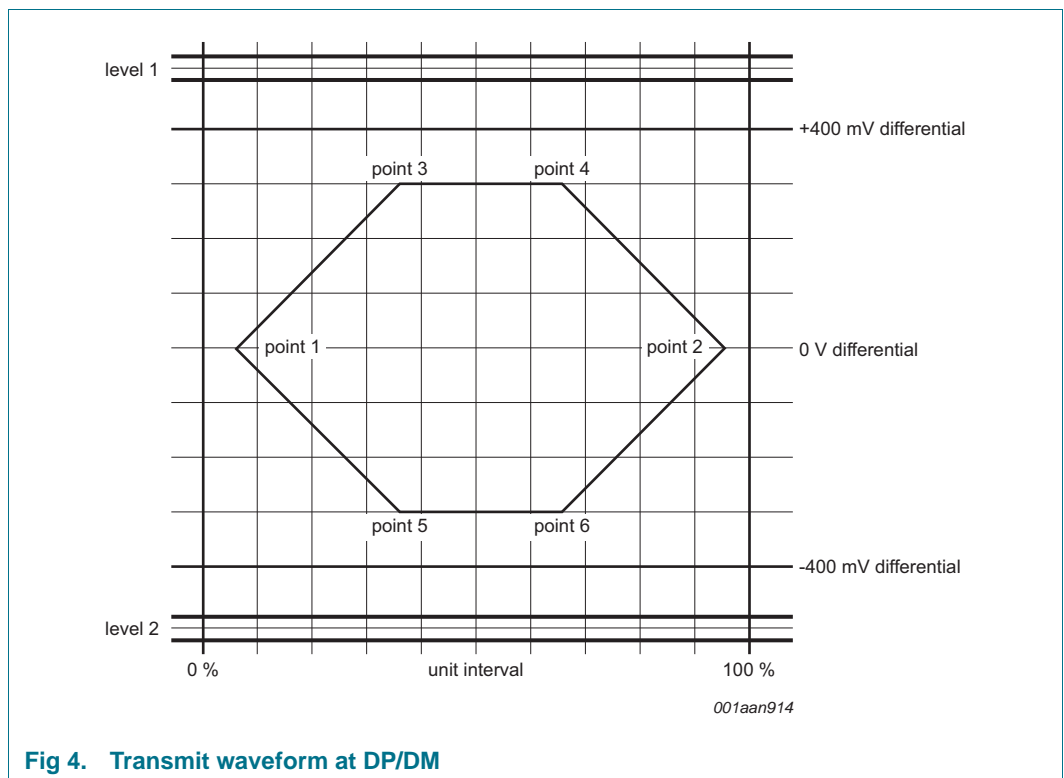 level 1
+400 mV differential
point 3
point 4
point 1
point 2
0 V differential
point 5
point 6
-400 mV differential
level 2
0 %
unit interval
100 %
001aan914
Fig 4. Transmit waveform at DP/DM